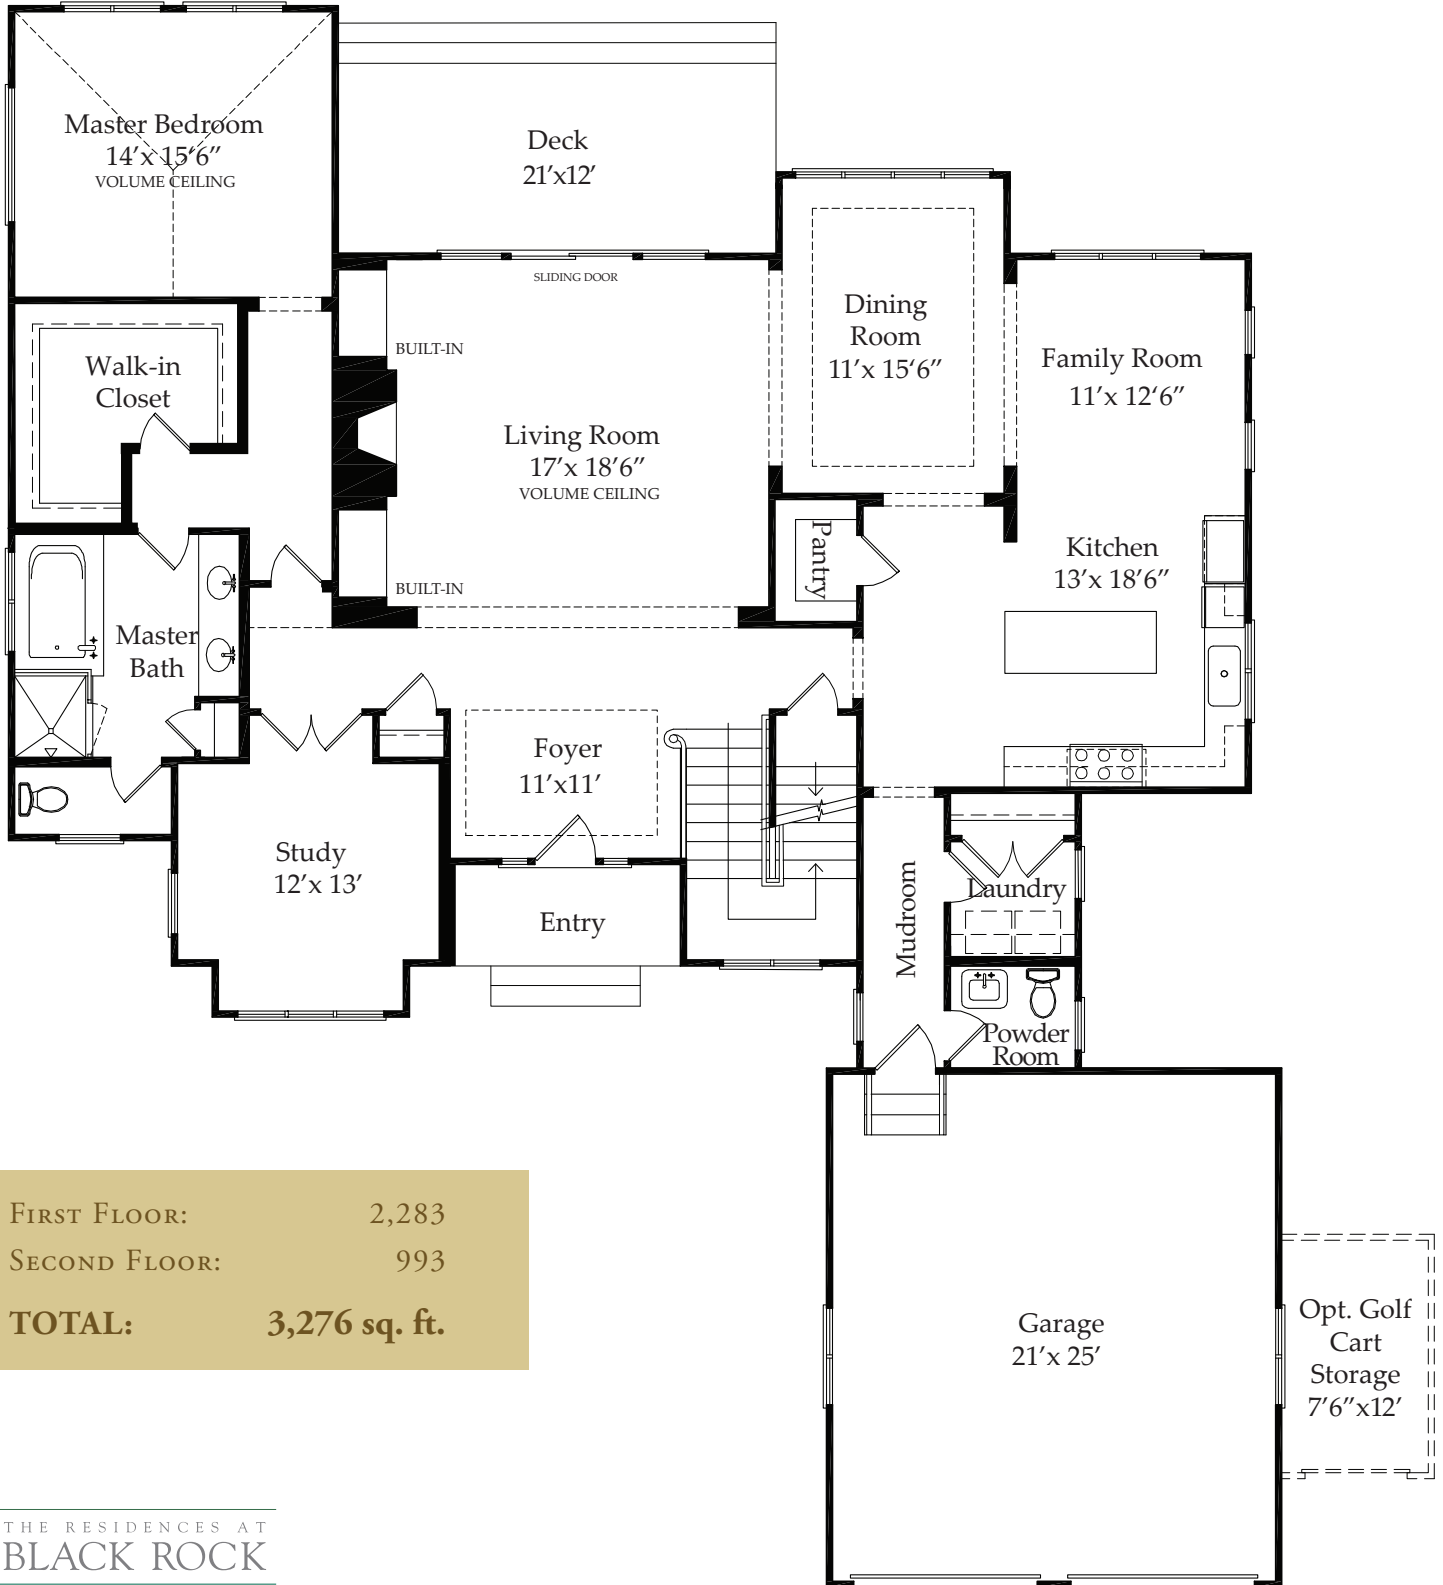 Master Bedroom
14’x 15‘6”
VOLUME CEILING
Deck
21’x12’
SLIDING DOOR
BUILT-IN
Dining
Room
11’x 15‘6”
Family Room
11’x 12‘6”
Walk-in
Closet
Living Room
17’x 18‘6”
VOLUME CEILING
Pantry
Kitchen
13’x 18’6”
BUILT-IN
Master
Bath
Foyer
11’x11’
Study
12’x 13’
Entry
Mudroom
Laundry
Powder
Room
FIRST FLOOR: 2,283
SECOND FLOOR: 993
TOTAL: 3,276 sq. ft.
Garage
21’x 25’
Opt. Golf
Cart
Storage
7’6”x12’
THE RESIDENCES AT
BLACK ROCK